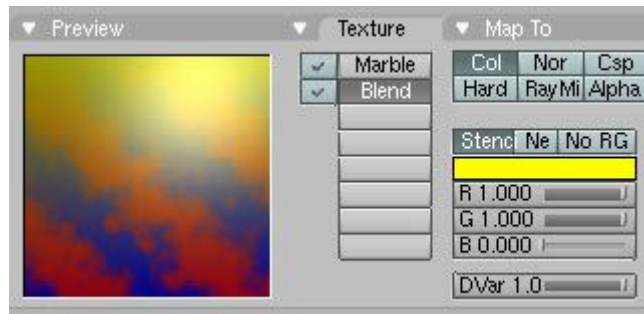 Preview
Texture
Map To
Marble
Blend
Col Nor Csp
Hard RayMi Alpha
Stenc Ne No RG
R 1.000
G 1.000
B 0.000
DVar 1.0